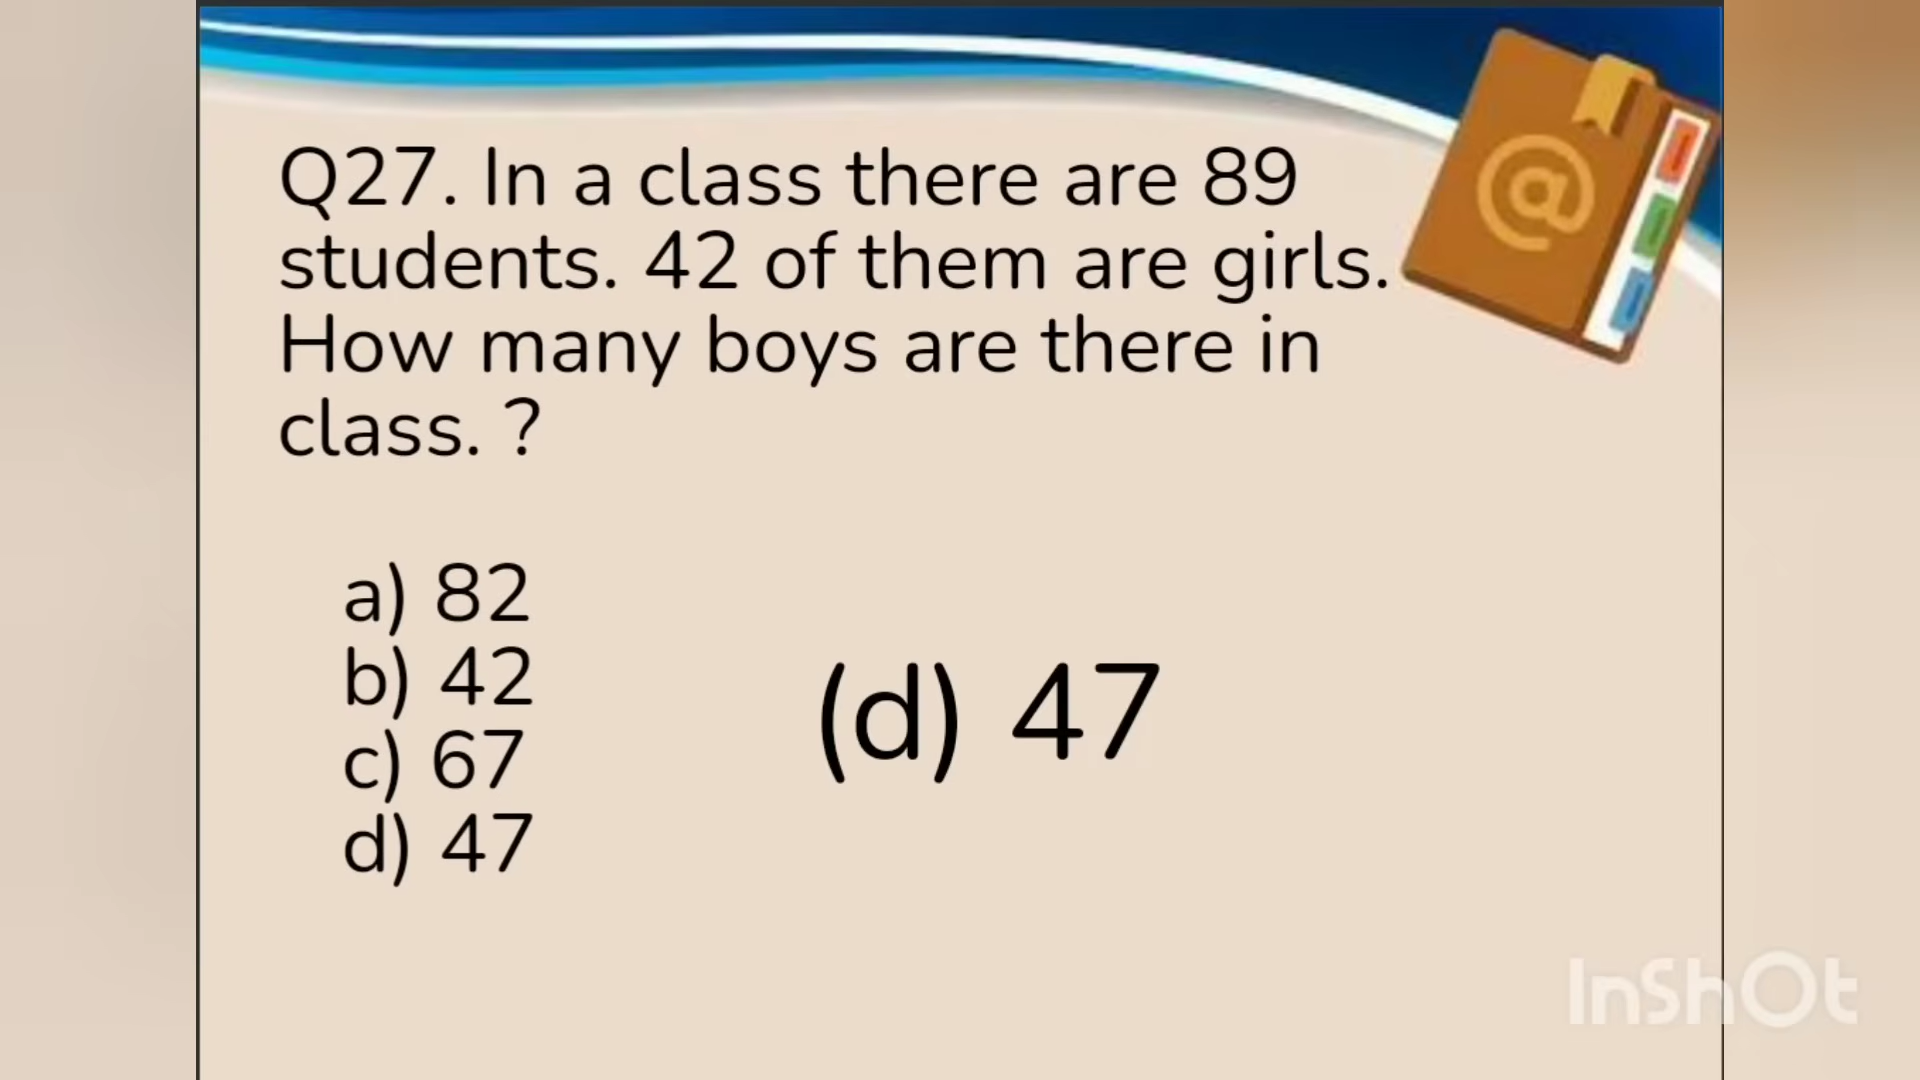 Q27. In a class there are 89
students. 42 of them are girls.
How many boys are there in
class. ?
a) 82
b) 42
c) 67
d) 47
(d) 47
@
InShOt